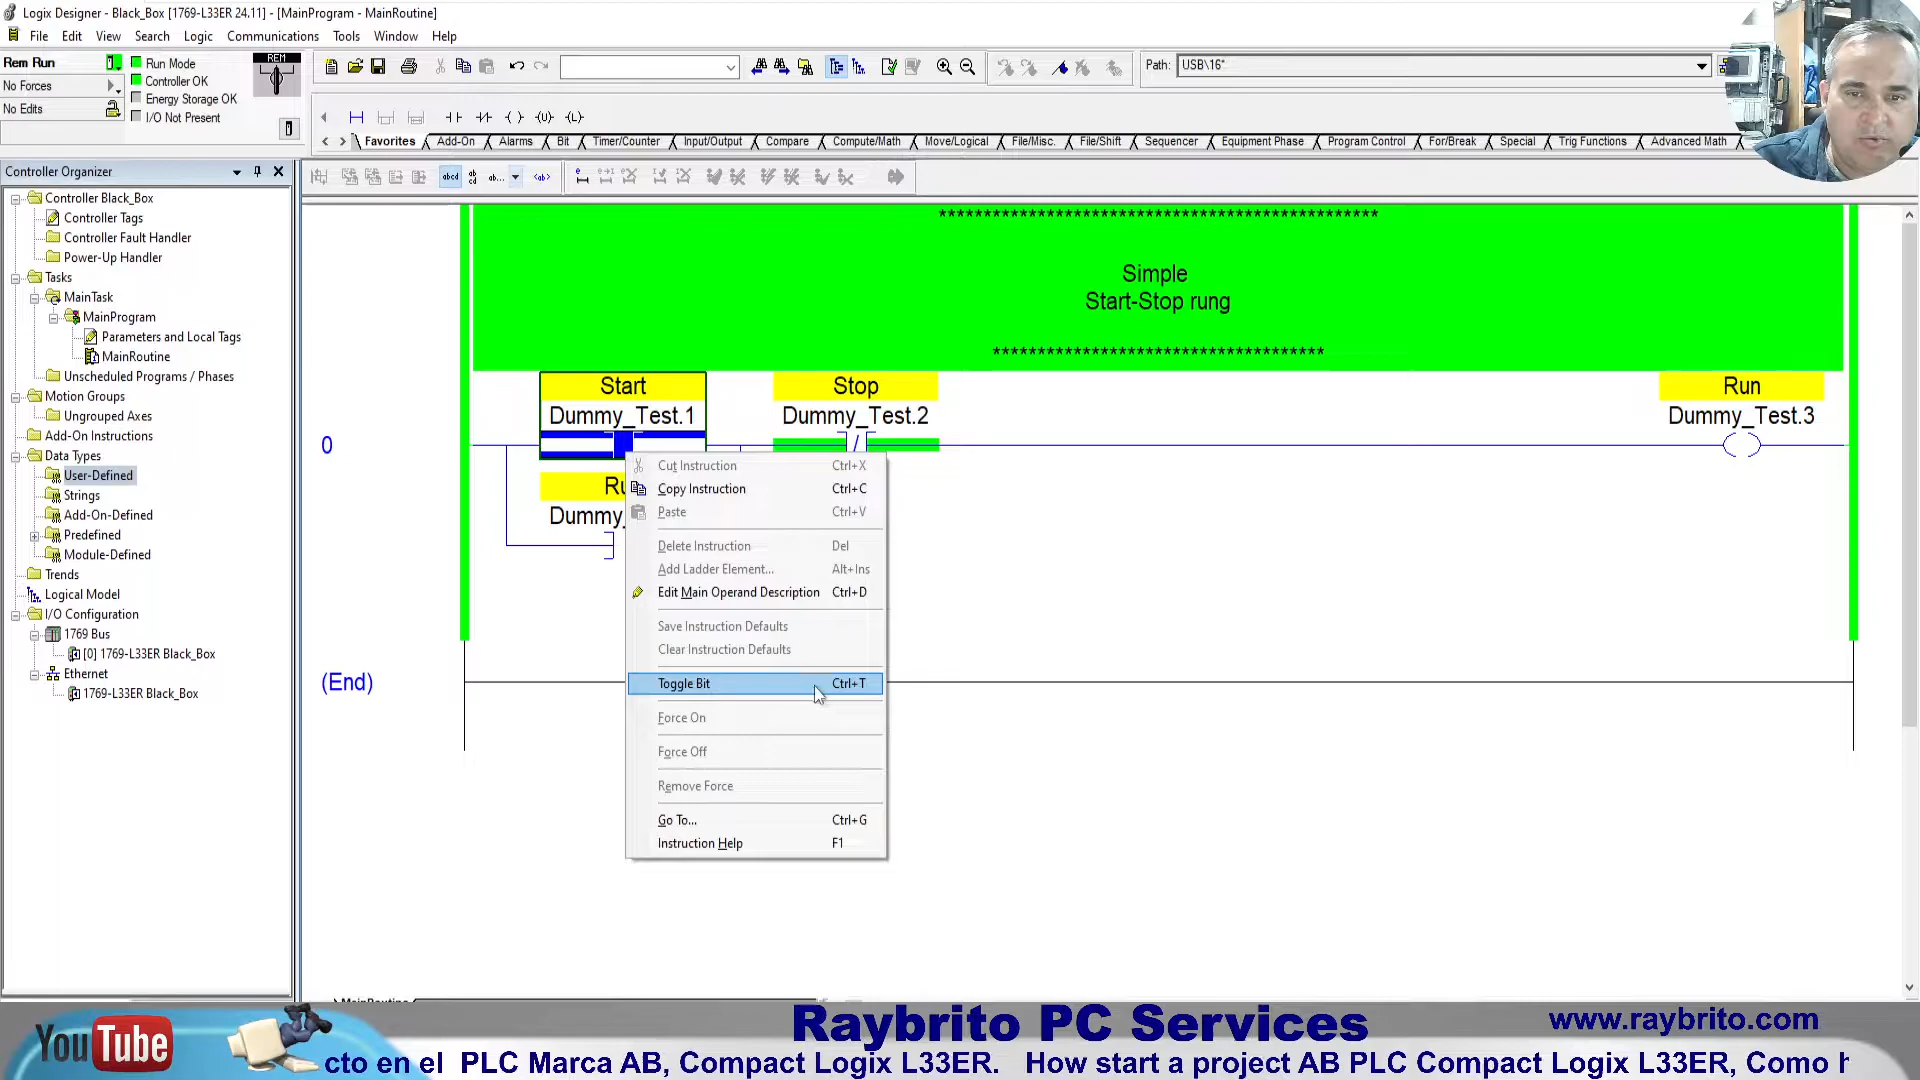 Logix Designer - Black_Box [1769-L33ER 24.11] - [MainProgram - MainRoutine]
File Edit View Search Logic Communications Tools Window Help
Rem Run
No Forces
No Edits
Run Mode
Controller OK
Energy Storage OK
I/O Not Present
REM
Path: USB\16*
Favorites Add-On Alarms Bit Timer/Counter Input/Output Compare Compute/Math Move/Logical File/Misc. File/Shift Sequencer Equipment Phase Program Control For/Break Special Trig Functions Advanced Math
Controller Organizer
Controller Black_Box
Controller Tags
Controller Fault Handler
Power-Up Handler
Tasks
MainTask
MainProgram
Parameters and Local Tags
MainRoutine
Unscheduled Programs / Phases
Motion Groups
Ungrouped Axes
Add-On Instructions
Data Types
User-Defined
Strings
Add-On-Defined
Predefined
Module-Defined
Trends
Logical Model
I/O Configuration
1769 Bus
[0] 1769-L33ER Black_Box
Ethernet
1769-L33ER Black_Box
************************************************
Simple
Start-Stop rung
************************************
Start
Dummy_Test.1
Stop
Dummy_Test.2
Run
Dummy_Test.3
0
Ru
Dummy_
(End)
Cut Instruction Ctrl+X
Copy Instruction Ctrl+C
Paste Ctrl+V
Delete Instruction Del
Add Ladder Element... Alt+Ins
Edit Main Operand Description Ctrl+D
Save Instruction Defaults
Clear Instruction Defaults
Toggle Bit Ctrl+T
Force On
Force Off
Remove Force
Go To... Ctrl+G
Instruction Help F1
MainRoutine
YouTube
Raybrito PC Services
www.raybrito.com
cto en el PLC Marca AB, Compact Logix L33ER. How start a project AB PLC Compact Logix L33ER, Como h